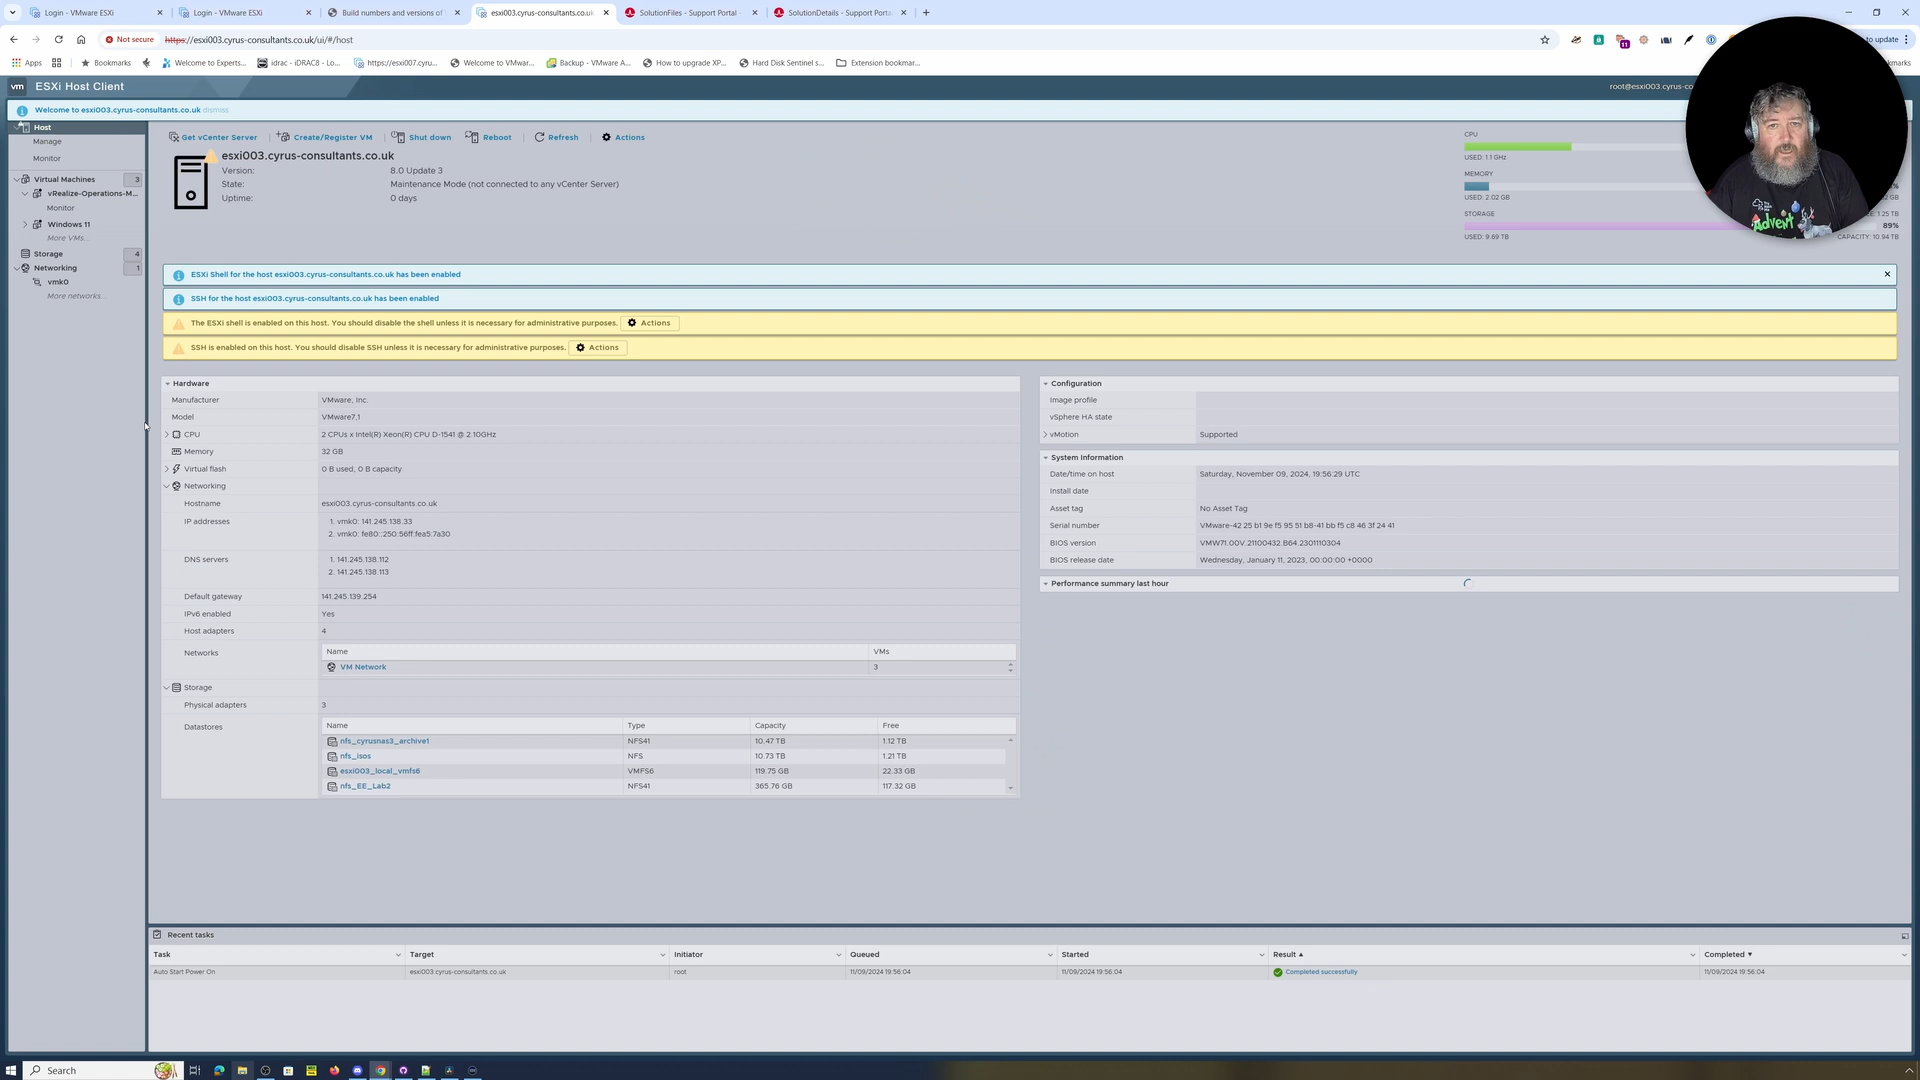 Login - VMware ESXi
Login - VMware ESXi
Build numbers and versions of
esxi003.cyrus-consultants.co.uk
SolutionFiles - Support Portal -
SolutionDetails - Support Porta
Not secure
https://esxi003.cyrus-consultants.co.uk/ui/#/host
11
to update
Apps
Bookmarks
Welcome to Experts...
idrac - iDRAC8 - Lo...
https://esxi007.cyru...
Welcome to VMwar...
Backup - VMware A...
How to upgrade XP...
Hard Disk Sentinel s...
Extension bookmar...
vm
ESXi Host Client
root@esxi003.cyrus-co
Welcome to esxi003.cyrus-consultants.co.uk dismiss
Host
Manage
Monitor
Virtual Machines 3
vRealize-Operations-M...
Monitor
Windows 11
More VMs...
Storage 4
Networking 1
vmk0
More networks...
Get vCenter Server
Create/Register VM
Shut down
Reboot
Refresh
Actions
esxi003.cyrus-consultants.co.uk
Version: 8.0 Update 3
State: Maintenance Mode (not connected to any vCenter Server)
Uptime: 0 days
CPU
USED: 1.1 GHz
MEMORY
USED: 2.02 GB
STORAGE
1.25 TB
89%
USED: 9.69 TB
CAPACITY: 10.94 TB
Advent
ESXi Shell for the host esxi003.cyrus-consultants.co.uk has been enabled
SSH for the host esxi003.cyrus-consultants.co.uk has been enabled
The ESXi shell is enabled on this host. You should disable the shell unless it is necessary for administrative purposes. Actions
SSH is enabled on this host. You should disable SSH unless it is necessary for administrative purposes. Actions
Hardware
Manufacturer VMware, Inc.
Model VMware7,1
CPU 2 CPUs x Intel(R) Xeon(R) CPU D-1541 @ 2.10GHz
Memory 32 GB
Virtual flash 0 B used, 0 B capacity
Networking
Hostname esxi003.cyrus-consultants.co.uk
IP addresses 1. vmk0: 141.245.138.33
2. vmk0: fe80::250:56ff:fea5:7a30
DNS servers 1. 141.245.138.112
2. 141.245.138.113
Default gateway 141.245.139.254
IPv6 enabled Yes
Host adapters 4
Networks Name VMs
VM Network 3
Storage
Physical adapters 3
Datastores Name Type Capacity Free
nfs_cyrusnas3_archive1 NFS41 10.47 TB 1.12 TB
nfs_isos NFS 10.73 TB 1.21 TB
esxi003_local_vmfs6 VMFS6 119.75 GB 22.33 GB
nfs_EE_Lab2 NFS41 365.76 GB 117.32 GB
Configuration
Image profile
vSphere HA state
vMotion Supported
System Information
Date/time on host Saturday, November 09, 2024, 19:56:29 UTC
Install date
Asset tag No Asset Tag
Serial number VMware-42 25 b1 9e f5 95 51 b8-41 bb f5 c8 46 3f 24 41
BIOS version VMW71.00V.21100432.B64.2301110304
BIOS release date Wednesday, January 11, 2023, 00:00:00 +0000
Performance summary last hour
Recent tasks
Task Target Initiator Queued Started Result Completed
Auto Start Power On esxi003.cyrus-consultants.co.uk root 11/09/2024 19:56:04 11/09/2024 19:56:04 Completed successfully 11/09/2024 19:56:04
Search